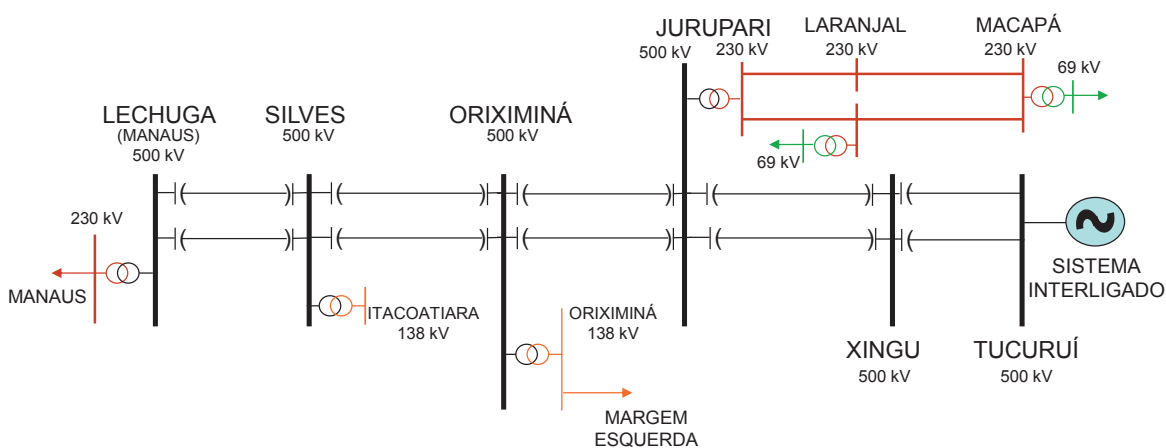 JURUPARI
500 kV
230 kV
LARANJAL
230 kV
MACAPÁ
230 kV
69 kV
69 kV
LECHUGA
(MANAUS)
500 kV
SILVES
500 kV
ORIXIMINÁ
500 kV
230 kV
MANAUS
ITACOATIARA
138 kV
ORIXIMINÁ
138 kV
MARGEM
ESQUERDA
XINGU
500 kV
TUCURUÍ
500 kV
SISTEMA
INTERLIGADO